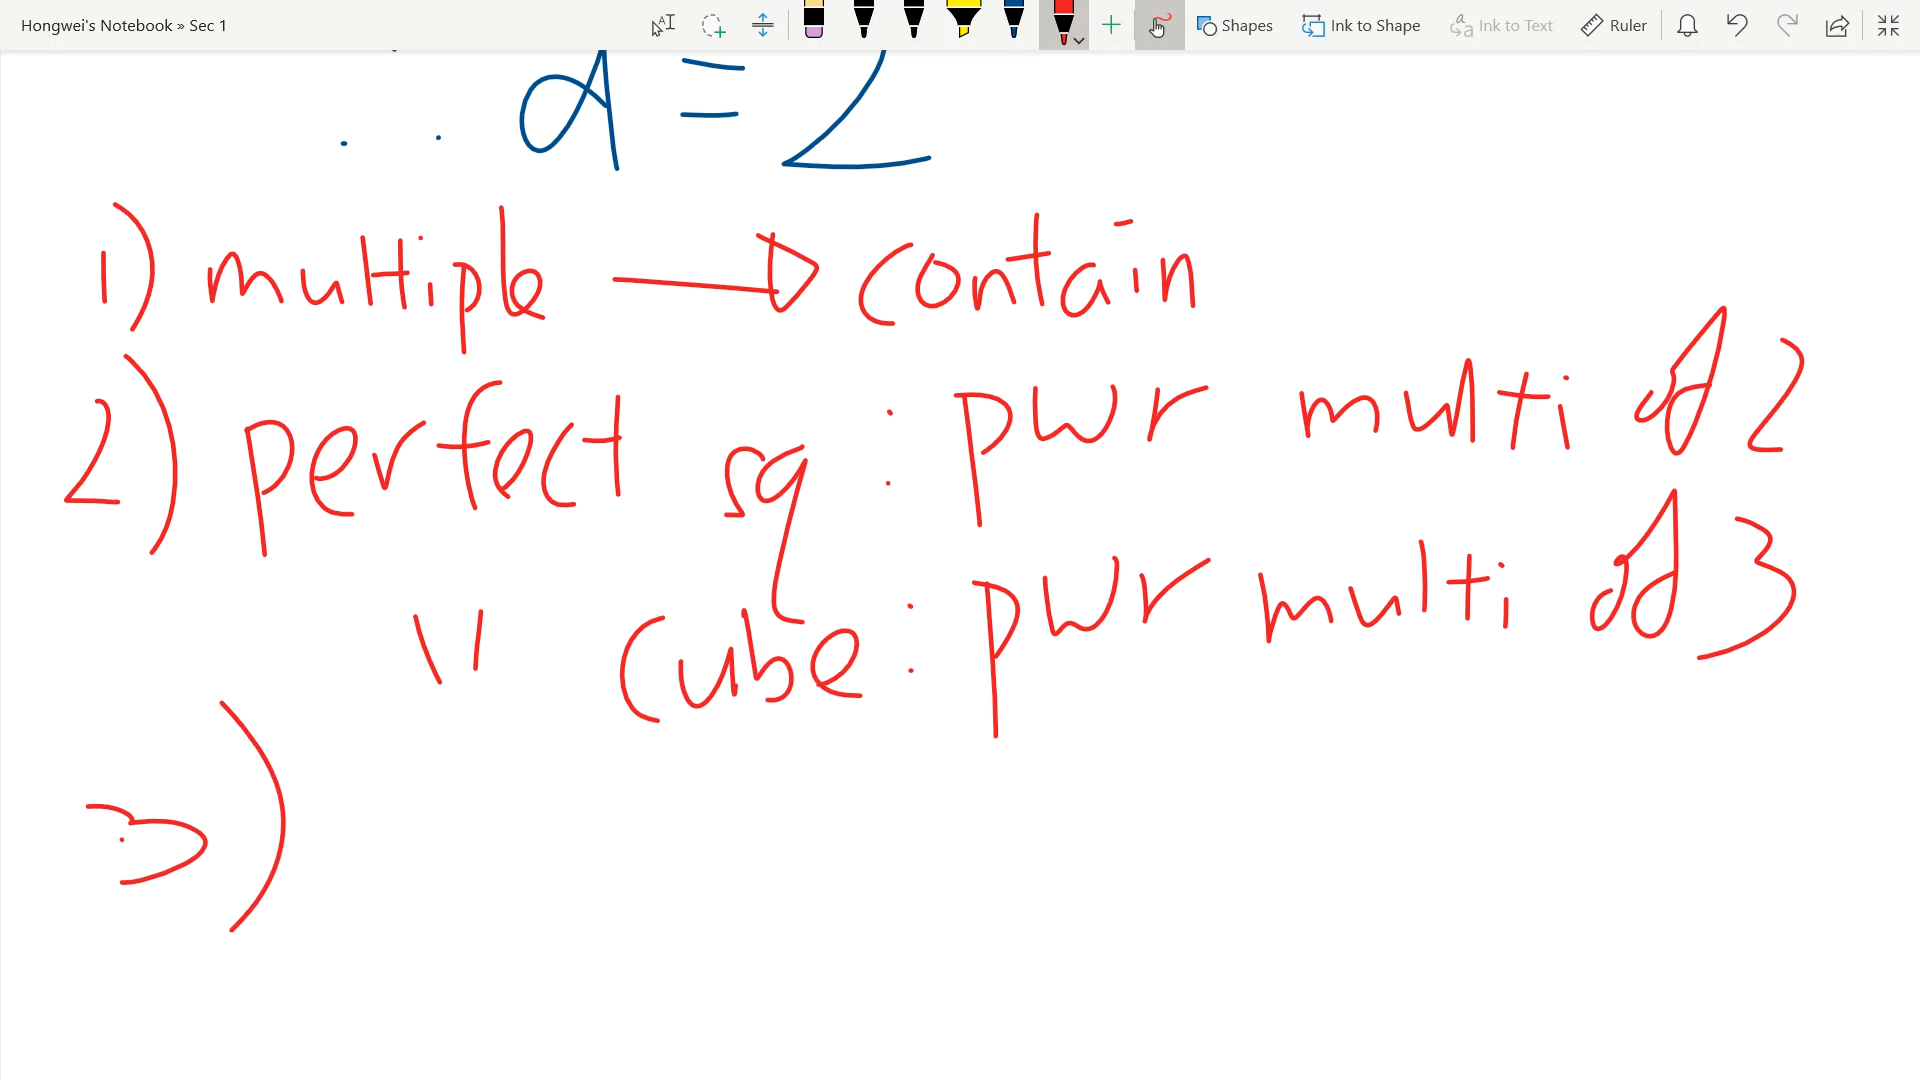 Hongwei's Notebook » Sec 1
Shapes
Ink to Shape
Ink to Text
Ruler
∴ d = 2
1) multiple → contain
2) perfect sq : pwr multi of 2
" cube : pwr multi of 3
3)